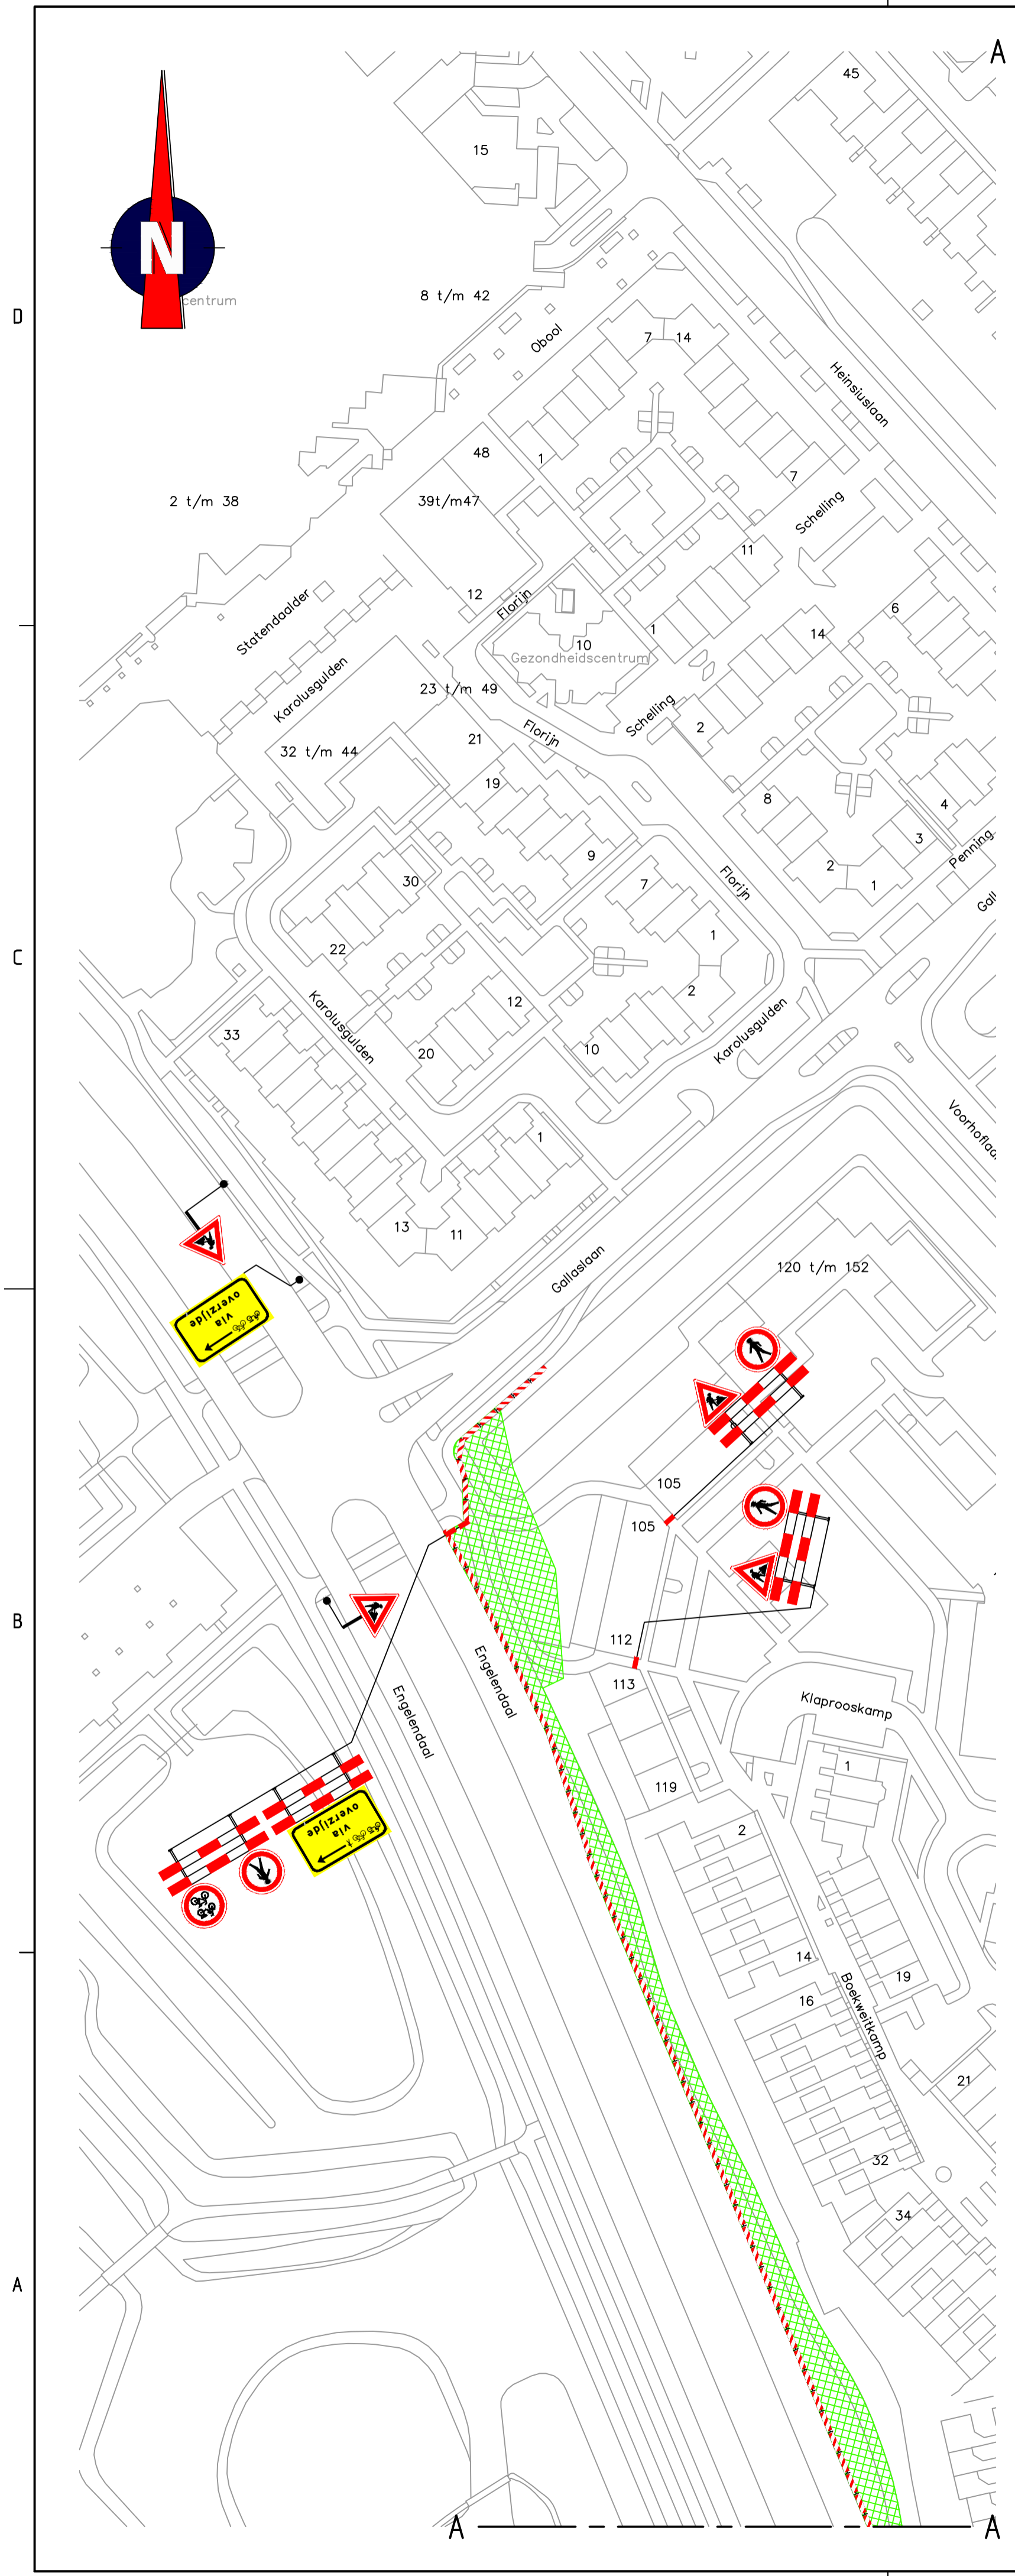 A
45
15
N
centrum
8 t/m 42
D
Obool
7
14
Heinsiuslaan
48
1
7
2 t/m 38
39t/m47
Schelling
11
12
Florijn
Statendaalder
6
1
14
10
Gezondheidscentrum
Karolusgulden
23 t/m 49
Schelling
2
Florijn
21
32 t/m 44
19
8
4
3
Penning
9
2
1
30
7
Florijn
Gall
1
22
C
2
12
Karolusgulden
Karolusgulden
33
20
10
Voorhoflaa
1
13
11
Gallaslaan
120 t/m 152
via
overzijde
105
105
B
112
Engelendaal
113
Engelendaal
Klaprooskamp
1
119
2
via
overzijde
14
19
16
Boekweitkamp
21
32
34
A
A
A